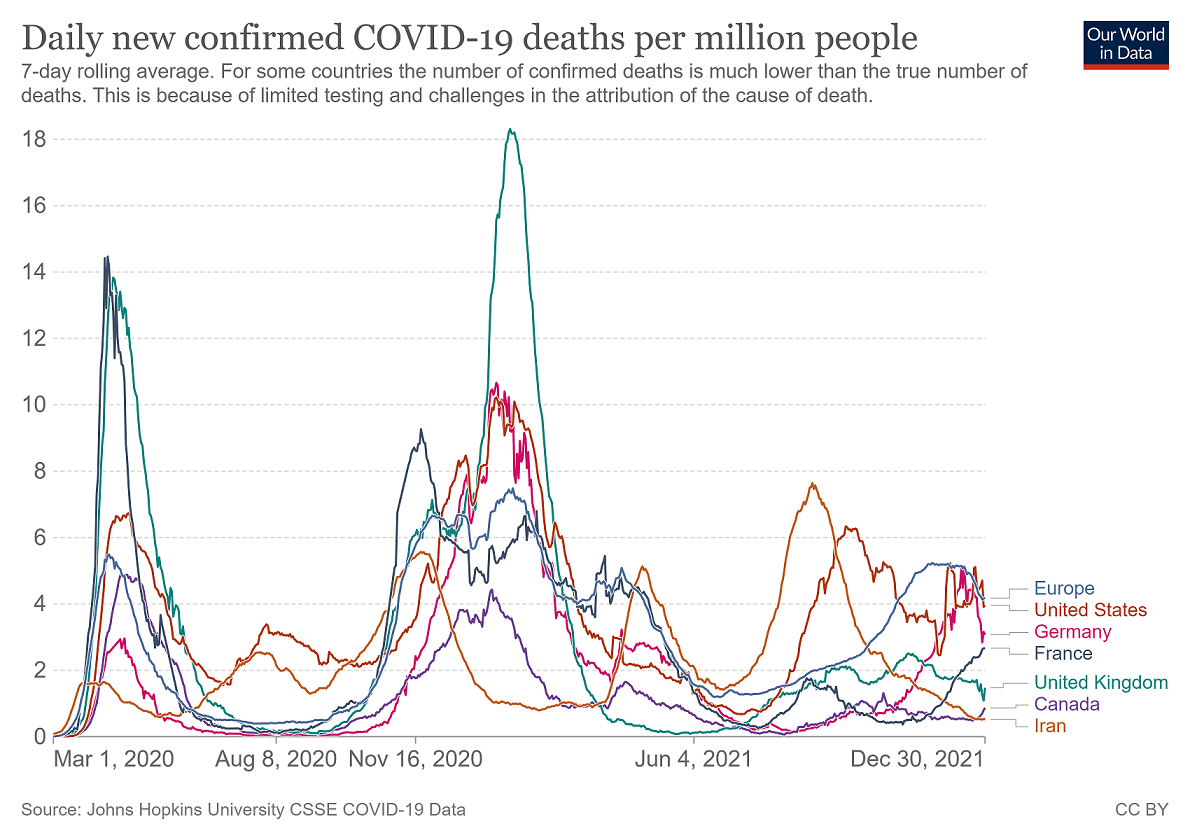 Daily new confirmed COVID-19 deaths per million people
Our World
in Data
7-day rolling average. For some countries the number of confirmed deaths is much lower than the true number of
deaths. This is because of limited testing and challenges in the attribution of the cause of death.
18
16
14
12
10
8
6
4
2
0
Mar 1, 2020
Aug 8, 2020
Nov 16, 2020
Jun 4, 2021
Dec 30, 2021
Europe
United States
Germany
France
United Kingdom
Canada
Iran
Source: Johns Hopkins University CSSE COVID-19 Data
CC BY